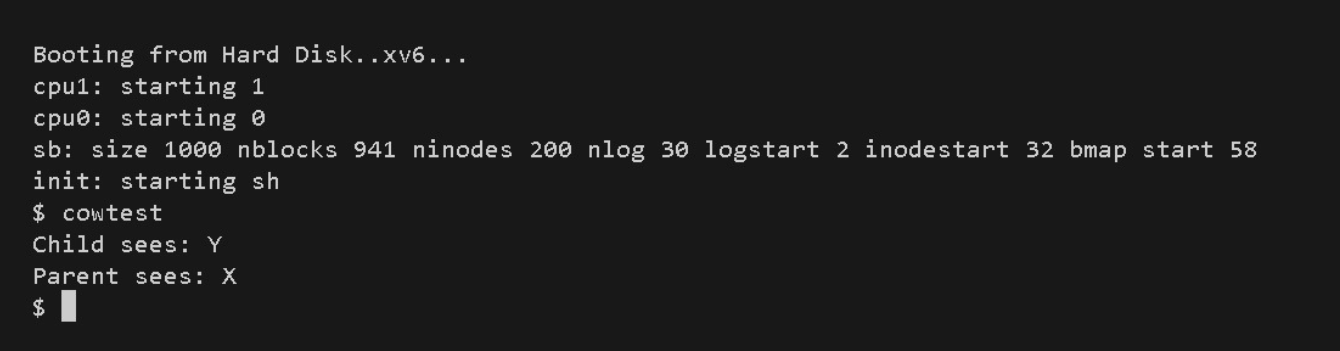 Booting from Hard Disk..xv6...
cpu1: starting 1
cpu0: starting 0
sb: size 1000 nblocks 941 ninodes 200 nlog 30 logstart 2 inodestart 32 bmap start 58
init: starting sh
$ cowtest
Child sees: Y
Parent sees: X
$